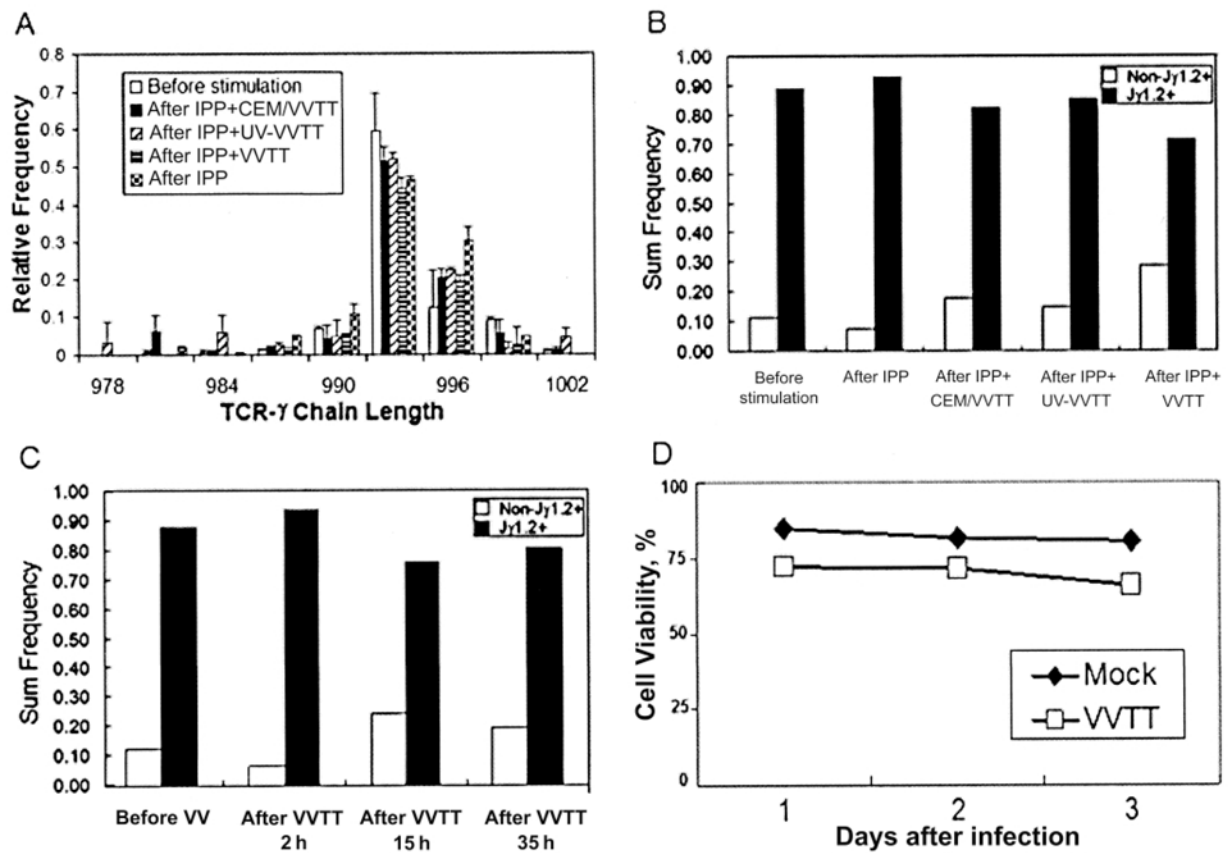 A
Relative Frequency
0.8
0.7
0.6
0.5
0.4
0.3
0.2
0.1
0
Before stimulation
After IPP+CEM/VVTT
After IPP+UV-VVTT
After IPP+VVTT
After IPP
978 984 990 996 1002
TCR-γ Chain Length
B
Sum Frequency
1.00
0.90
0.80
0.70
0.60
0.50
0.40
0.30
0.20
0.10
0.00
Non-Jγ1.2+
Jγ1.2+
Before stimulation
After IPP
After IPP+ CEM/VVTT
After IPP+ UV-VVTT
After IPP+ VVTT
C
Sum Frequency
1.00
0.90
0.80
0.70
0.60
0.50
0.40
0.30
0.20
0.10
0.00
Non-Jγ1.2+
Jγ1.2+
Before VV
After VVTT 2 h
After VVTT 15 h
After VVTT 35 h
D
Cell Viability, %
100
75
50
25
0
Mock
VVTT
1 2 3
Days after infection